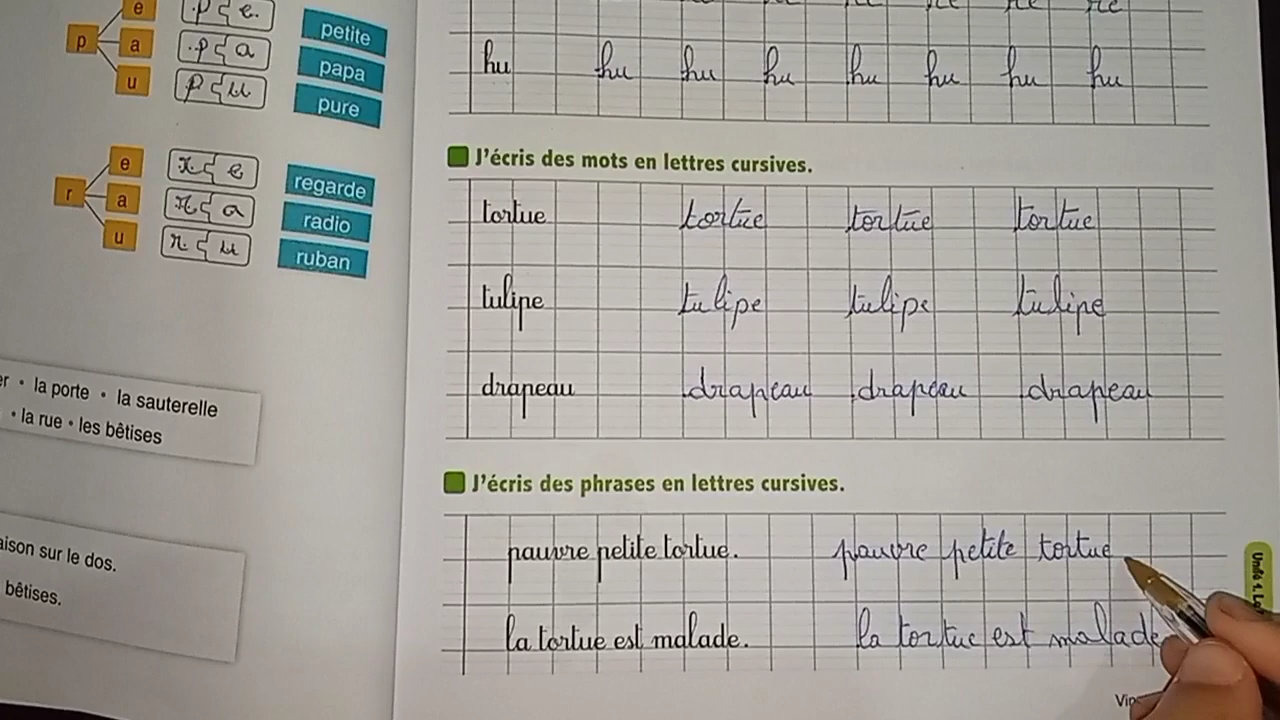 e
p a
u
p e
p a
p u
petite
papa
pure
e
r a
u
r e
r a
r u
regarde
radio
ruban
er • la porte • la sauterelle
• la rue • les bêtises
aison sur le dos.
bêtises.
hu hu hu hu hu hu hu hu
J'écris des mots en lettres cursives.
tortue tortue tortue tortue
tulipe tulipe tulipe tulipe
drapeau drapeau drapeau drapeau
J'écris des phrases en lettres cursives.
pauvre petite tortue. pauvre petite tortue
la tortue est malade. la tortue est malade
Unité 1.